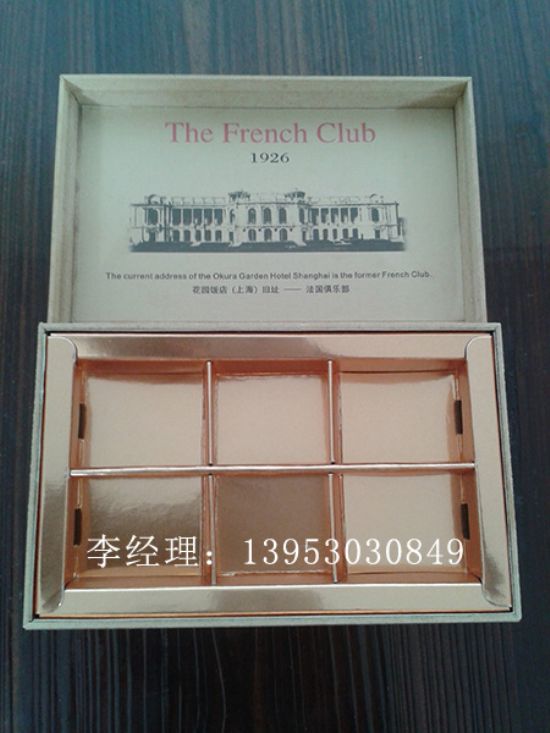 The French Club
1926
The current address of the Okura Garden Hotel Shanghai is the former French Club.
花园饭店（上海）旧址 —— 法国俱乐部
李经理：13953030849